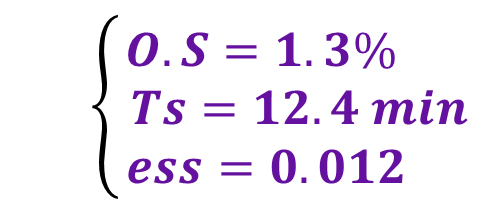 O.S = 1.3%
Ts = 12.4 min
ess = 0.012